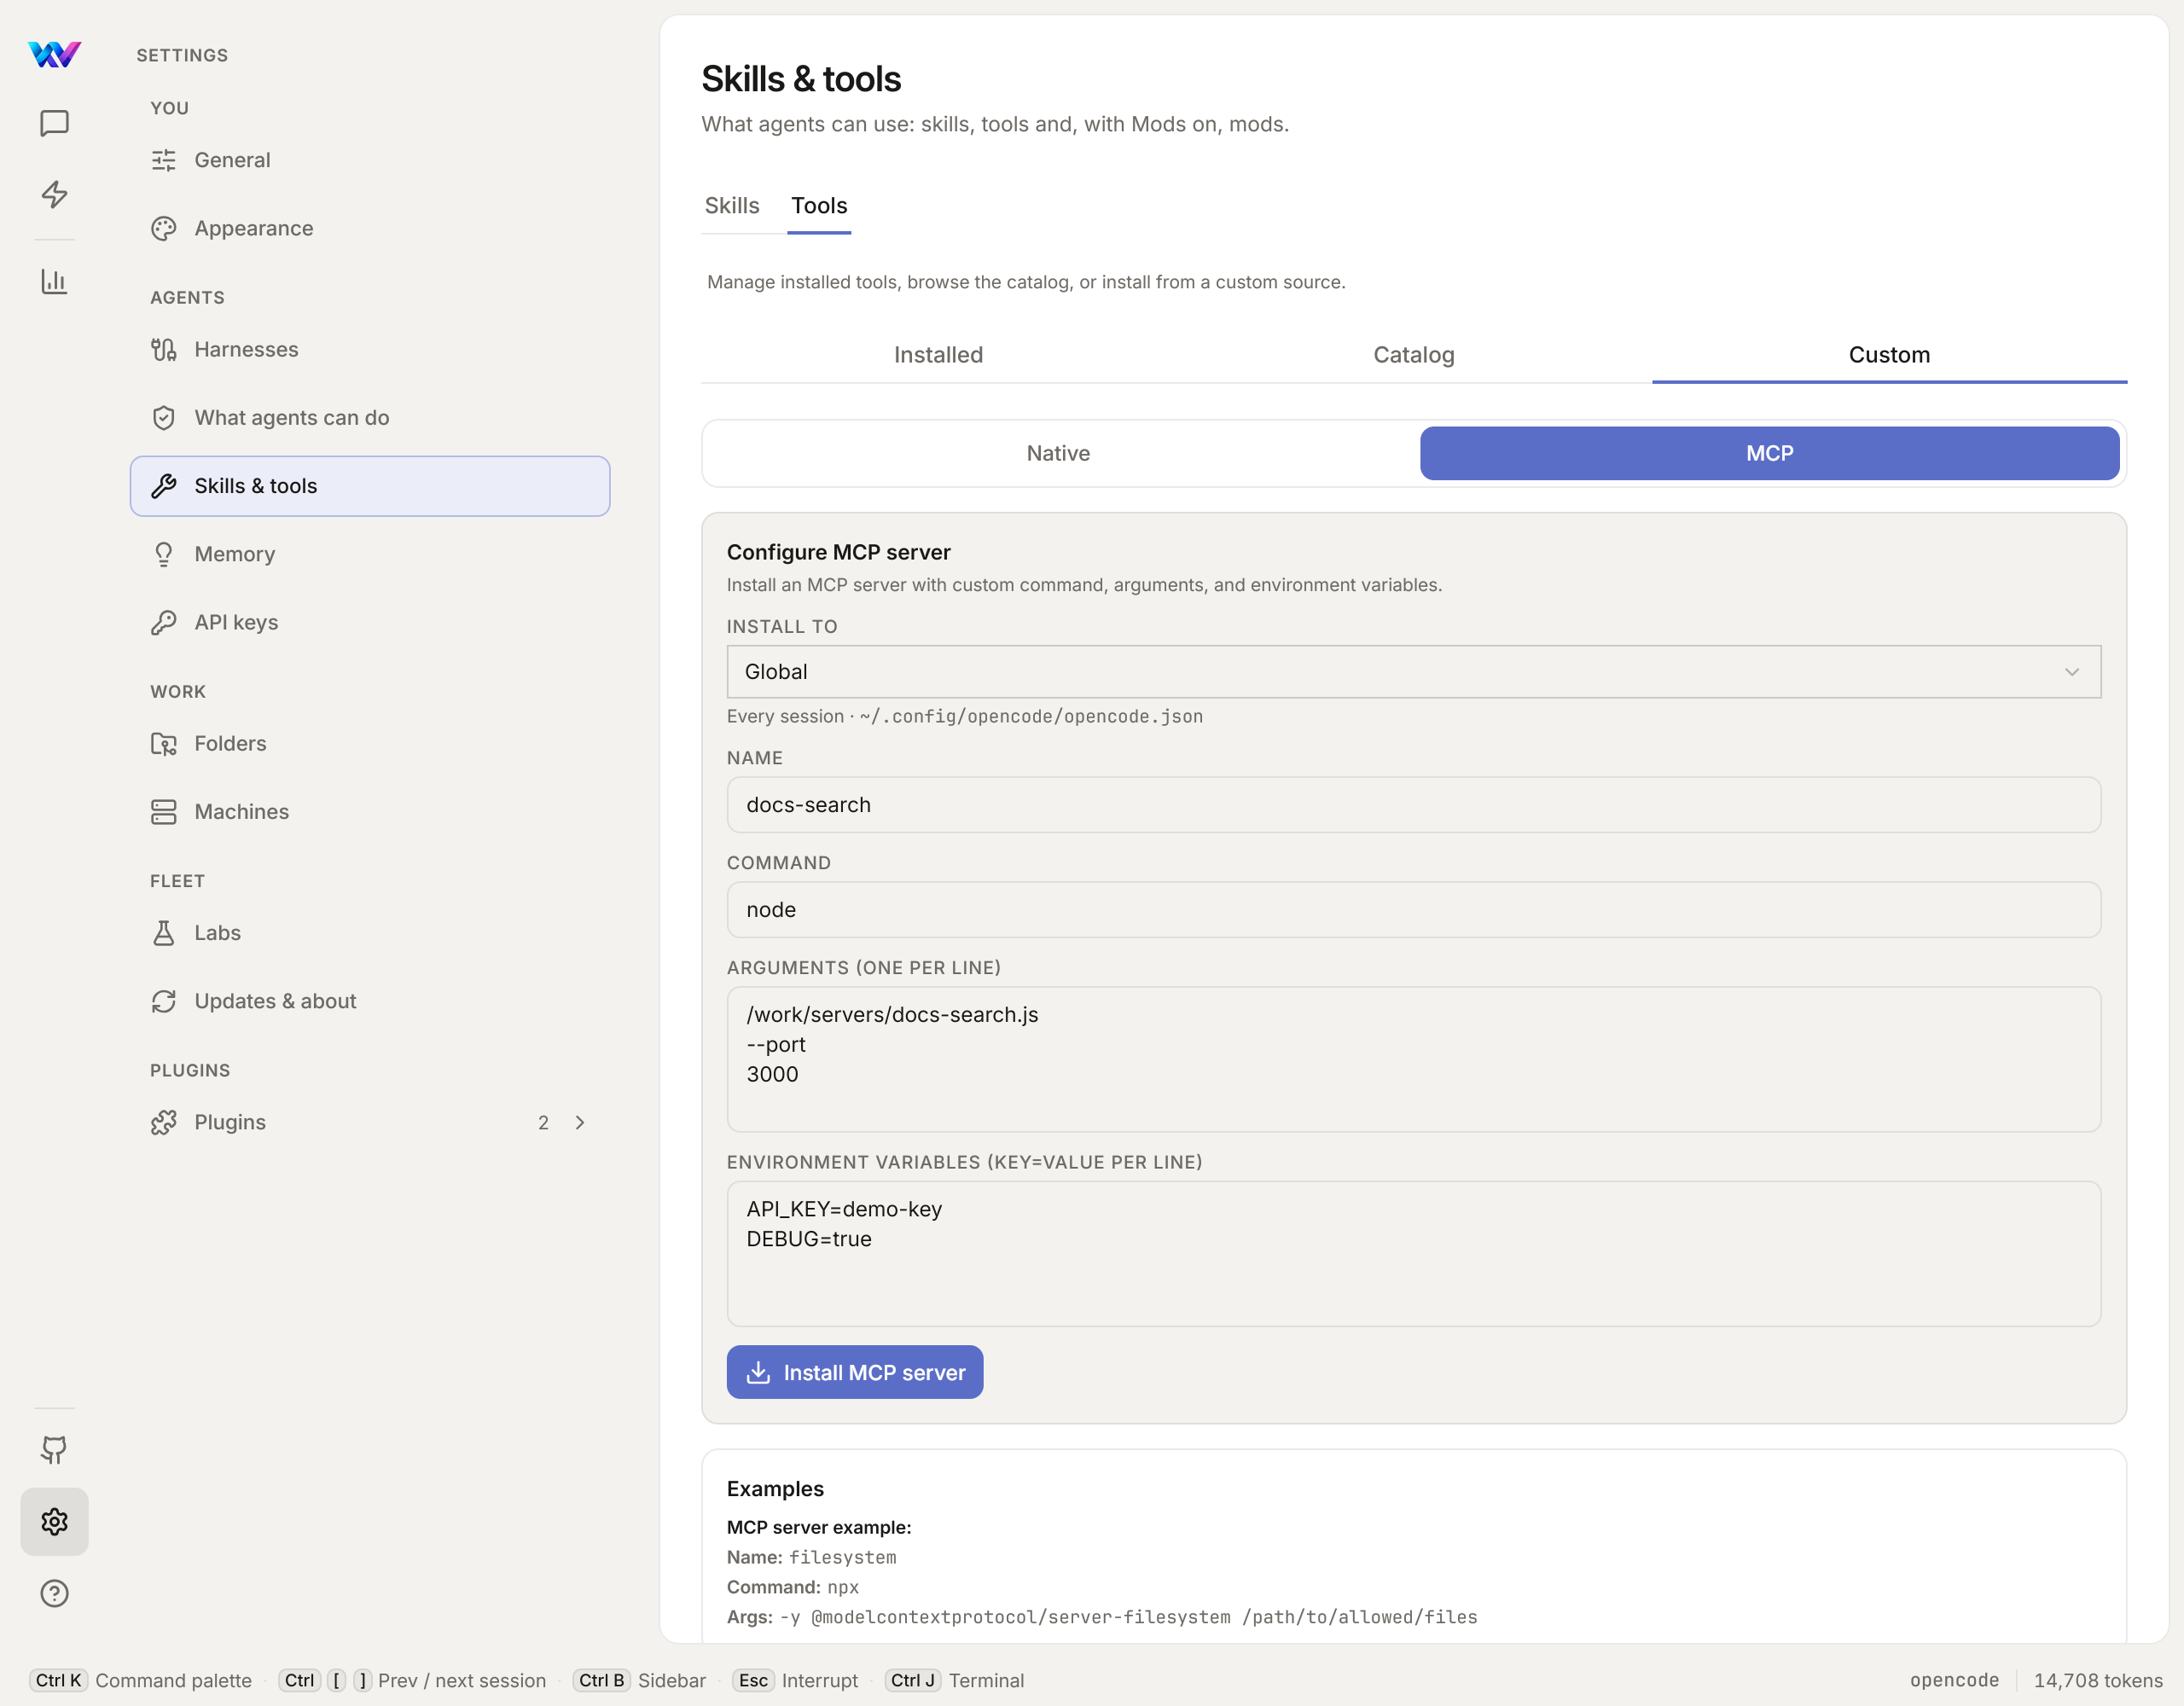 SETTINGS
YOU
General
Appearance
AGENTS
Harnesses
What agents can do
Skills & tools
Memory
API keys
WORK
Folders
Machines
FLEET
Labs
Updates & about
PLUGINS
Plugins 2
Skills & tools
What agents can use: skills, tools and, with Mods on, mods.
Skills Tools
Manage installed tools, browse the catalog, or install from a custom source.
Installed Catalog Custom
Native MCP
Configure MCP server
Install an MCP server with custom command, arguments, and environment variables.
INSTALL TO
Global
Every session · ~/.config/opencode/opencode.json
NAME
docs-search
COMMAND
node
ARGUMENTS (ONE PER LINE)
/work/servers/docs-search.js
--port
3000
ENVIRONMENT VARIABLES (KEY=VALUE PER LINE)
API_KEY=demo-key
DEBUG=true
Install MCP server
Examples
MCP server example:
Name: filesystem
Command: npx
Args: -y @modelcontextprotocol/server-filesystem /path/to/allowed/files
Ctrl K Command palette · Ctrl [ ] Prev / next session · Ctrl B Sidebar · Esc Interrupt · Ctrl J Terminal
opencode 14,708 tokens